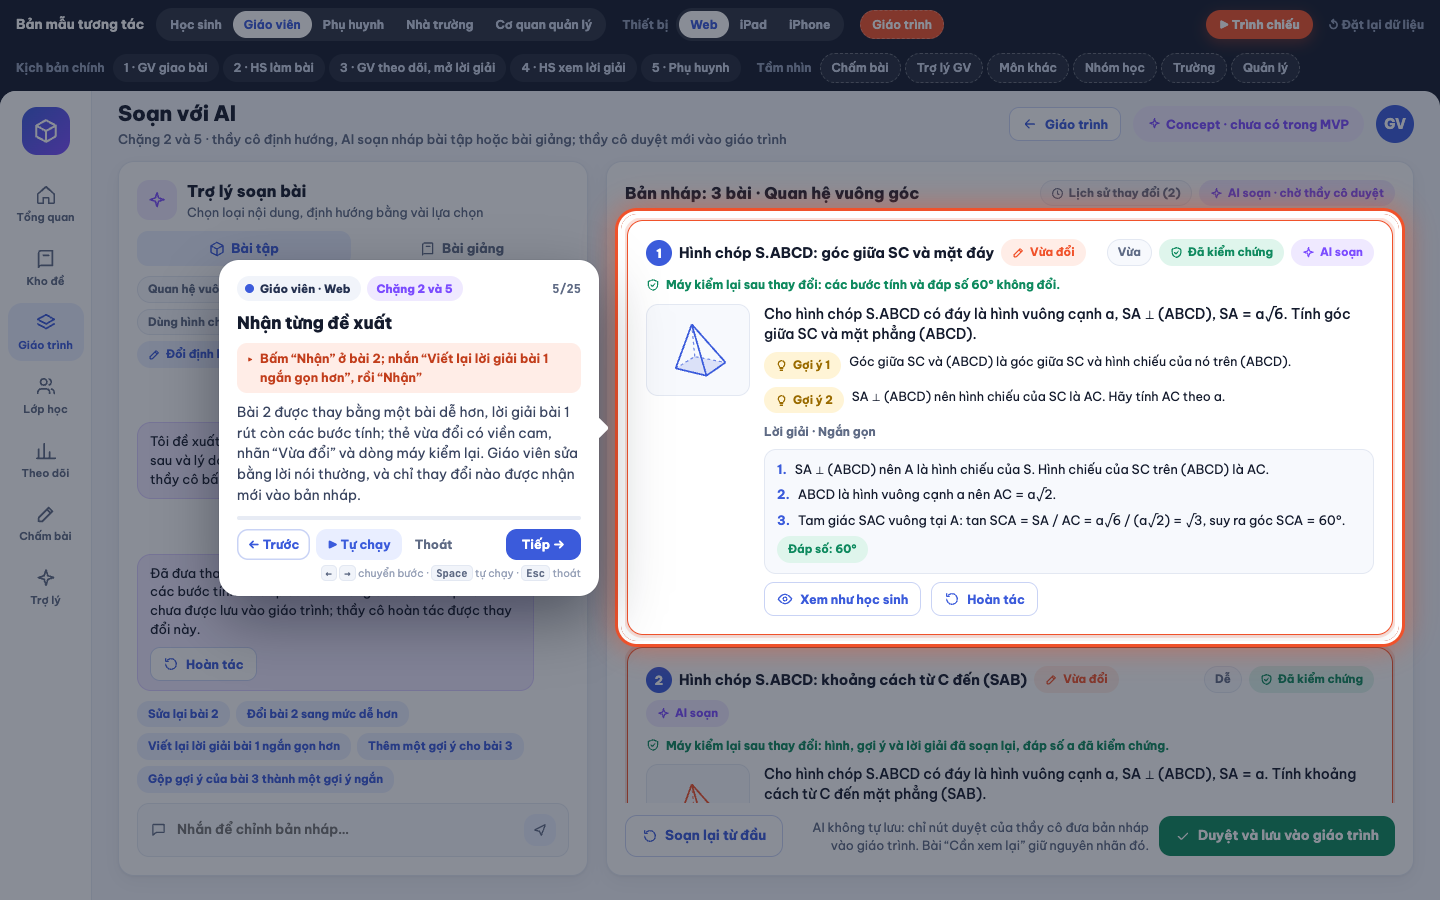 Bản mẫu tương tác
Học sinh
Giáo viên
Phụ huynh
Nhà trường
Cơ quan quản lý
Thiết bị
Web
iPad
iPhone
Giáo trình
Trình chiếu
Đặt lại dữ liệu
Kịch bản chính
1 · GV giao bài
2 · HS làm bài
3 · GV theo dõi, mở lời giải
4 · HS xem lời giải
5 · Phụ huynh
Tầm nhìn
Chấm bài
Trợ lý GV
Môn khác
Nhóm học
Trường
Quản lý
Soạn với AI
Chặng 2 và 5 · thầy cô định hướng, AI soạn nháp bài tập hoặc bài giảng; thầy cô duyệt mới vào giáo trình
← Giáo trình
Concept · chưa có trong MVP
GV
Tổng quan
Kho đề
Giáo trình
Lớp học
Theo dõi
Chấm bài
Trợ lý
Trợ lý soạn bài
Chọn loại nội dung, định hướng bằng vài lựa chọn
Bài tập
Bài giảng
Quan hệ vuô
Dùng hình ch
Đổi định h
Tôi đề xuất
sau và lý do
thầy cô bấ
Đã đưa tha
các bước tín
chưa được lưu vào giáo trình; thầy cô hoàn tác được thay
đổi này.
Hoàn tác
Sửa lại bài 2
Đổi bài 2 sang mức dễ hơn
Viết lại lời giải bài 1 ngắn gọn hơn
Thêm một gợi ý cho bài 3
Gộp gợi ý của bài 3 thành một gợi ý ngắn
Nhắn để chỉnh bản nháp...
Giáo viên · Web
Chặng 2 và 5
5/25
Nhận từng đề xuất
Bấm “Nhận” ở bài 2; nhắn “Viết lại lời giải bài 1
ngắn gọn hơn”, rồi “Nhận”
Bài 2 được thay bằng một bài dễ hơn, lời giải bài 1
rút còn các bước tính; thẻ vừa đổi có viền cam,
nhãn “Vừa đổi” và dòng máy kiểm lại. Giáo viên sửa
bằng lời nói thường, và chỉ thay đổi nào được nhận
mới vào bản nháp.
← Trước
Tự chạy
Thoát
Tiếp →
← → chuyển bước · Space tự chạy · Esc thoát
Bản nháp: 3 bài · Quan hệ vuông góc
Lịch sử thay đổi (2)
AI soạn · chờ thầy cô duyệt
1 Hình chóp S.ABCD: góc giữa SC và mặt đáy
Vừa đổi
Vừa
Đã kiểm chứng
AI soạn
Máy kiểm lại sau thay đổi: các bước tính và đáp số 60° không đổi.
Cho hình chóp S.ABCD có đáy là hình vuông cạnh a, SA ⊥ (ABCD), SA = a√6. Tính góc
giữa SC và mặt phẳng (ABCD).
Gợi ý 1
Góc giữa SC và (ABCD) là góc giữa SC và hình chiếu của nó trên (ABCD).
Gợi ý 2
SA ⊥ (ABCD) nên hình chiếu của SC là AC. Hãy tính AC theo a.
Lời giải · Ngắn gọn
1. SA ⊥ (ABCD) nên A là hình chiếu của S. Hình chiếu của SC trên (ABCD) là AC.
2. ABCD là hình vuông cạnh a nên AC = a√2.
3. Tam giác SAC vuông tại A: tan SCA = SA / AC = a√6 / (a√2) = √3, suy ra góc SCA = 60°.
Đáp số: 60°
Xem như học sinh
Hoàn tác
2 Hình chóp S.ABCD: khoảng cách từ C đến (SAB)
Vừa đổi
Dễ
Đã kiểm chứng
AI soạn
Máy kiểm lại sau thay đổi: hình, gợi ý và lời giải đã soạn lại, đáp số a đã kiểm chứng.
Cho hình chóp S.ABCD có đáy là hình vuông cạnh a, SA ⊥ (ABCD), SA = a. Tính khoảng
cách từ C đến mặt phẳng (SAB).
Soạn lại từ đầu
AI không tự lưu: chỉ nút duyệt của thầy cô đưa bản nháp
vào giáo trình. Bài “Cần xem lại” giữ nguyên nhãn đó.
Duyệt và lưu vào giáo trình